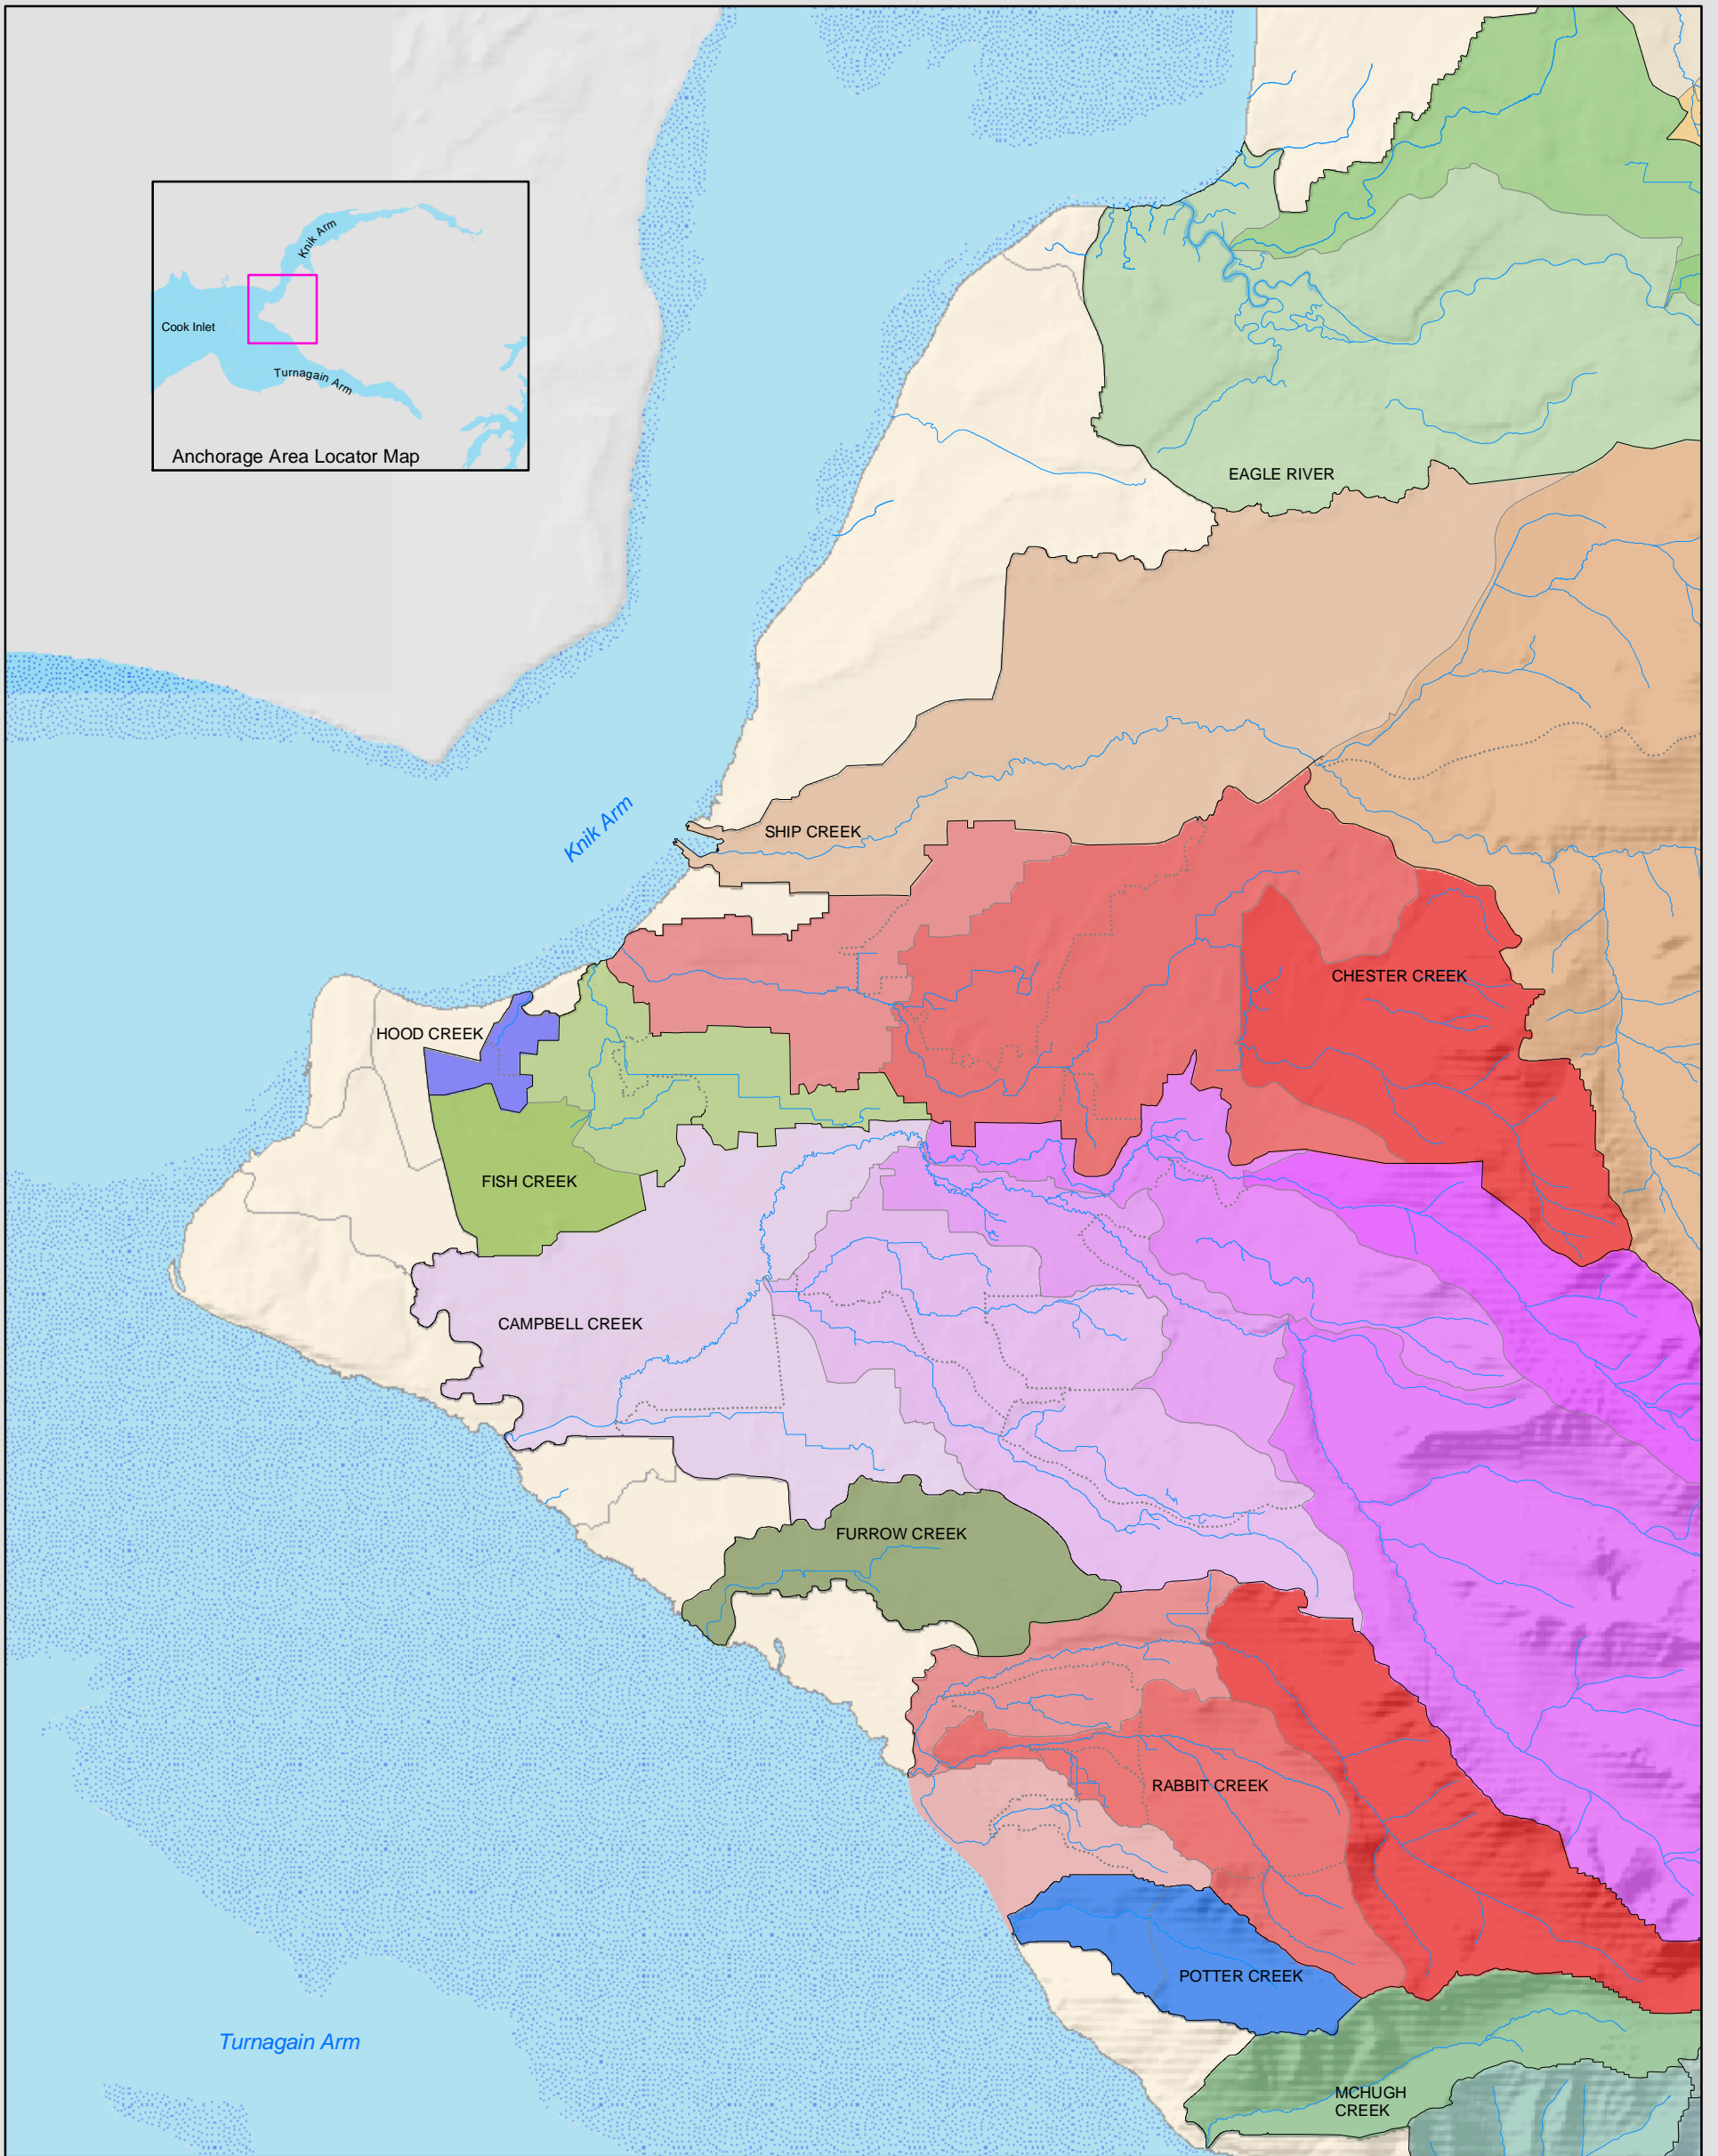 Knik Arm
Cook Inlet
Turnagain Arm
Anchorage Area Locator Map
EAGLE RIVER
Knik Arm
SHIP CREEK
CHESTER CREEK
HOOD CREEK
FISH CREEK
CAMPBELL CREEK
FURROW CREEK
RABBIT CREEK
POTTER CREEK
Turnagain Arm
MCHUGH
CREEK